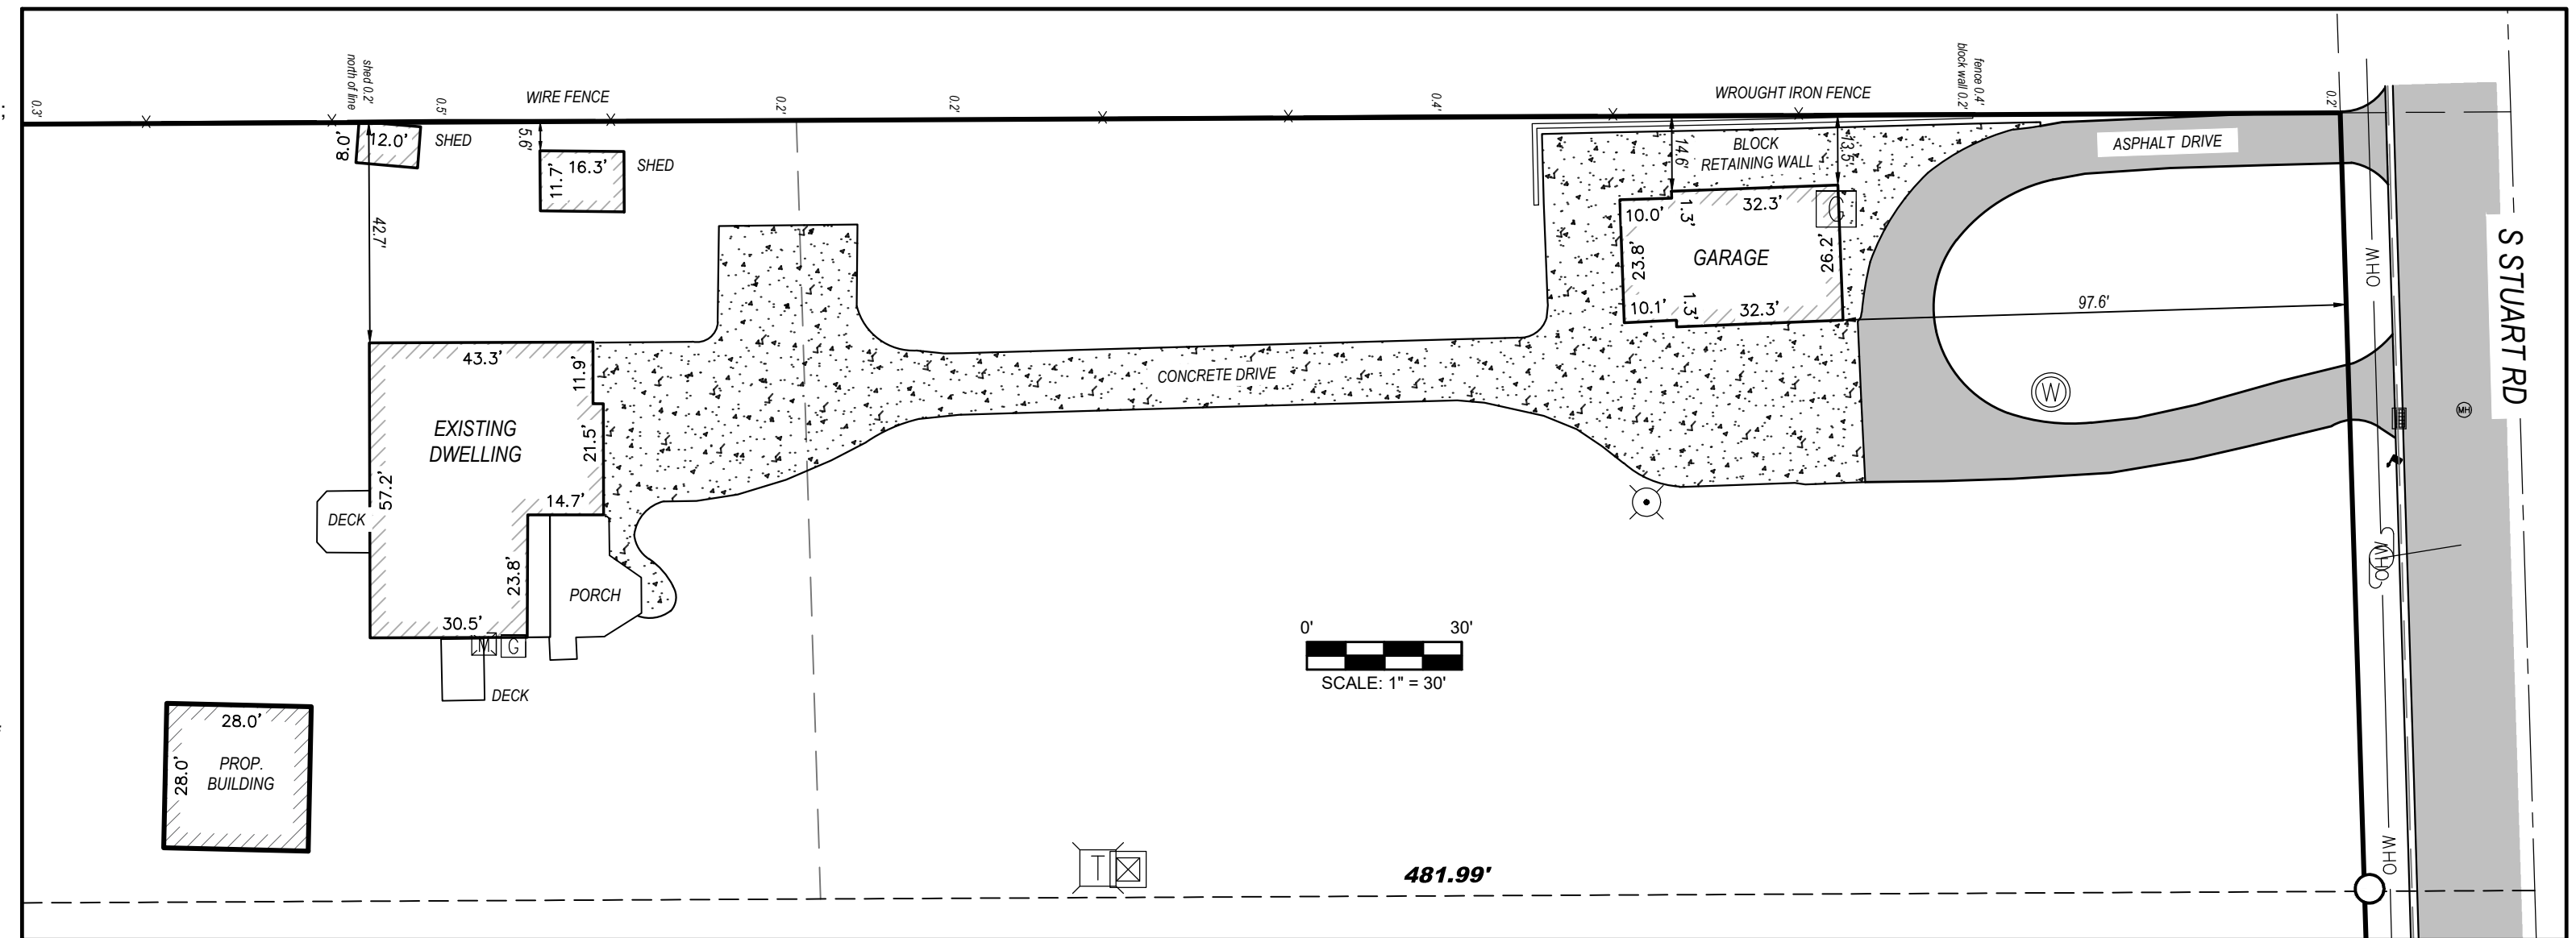 shed 0.2'
north of line
0.3'
0.5'
WIRE FENCE
0.2'
0.2'
0.4'
WROUGHT IRON FENCE
fence 0.4'
block wall 0.2'
0.2'
8.0'
12.0'
SHED
5.6'
11.7'
16.3'
SHED
42.7'
14.6'
BLOCK
RETAINING WALL
13.5'
ASPHALT DRIVE
10.0'
1.3'
32.3'
G
23.8'
GARAGE
26.2'
10.1'
1.3'
32.3'
97.6'
OHW
S STUART RD
43.3'
11.9'
CONCRETE DRIVE
W
MH
EXISTING
DWELLING
21.5'
57.2'
14.7'
DECK
23.8'
PORCH
OHW
30.5'
M
G
DECK
0'
30'
SCALE: 1" = 30'
28.0'
28.0'
PROP.
BUILDING
T
481.99'
OHW